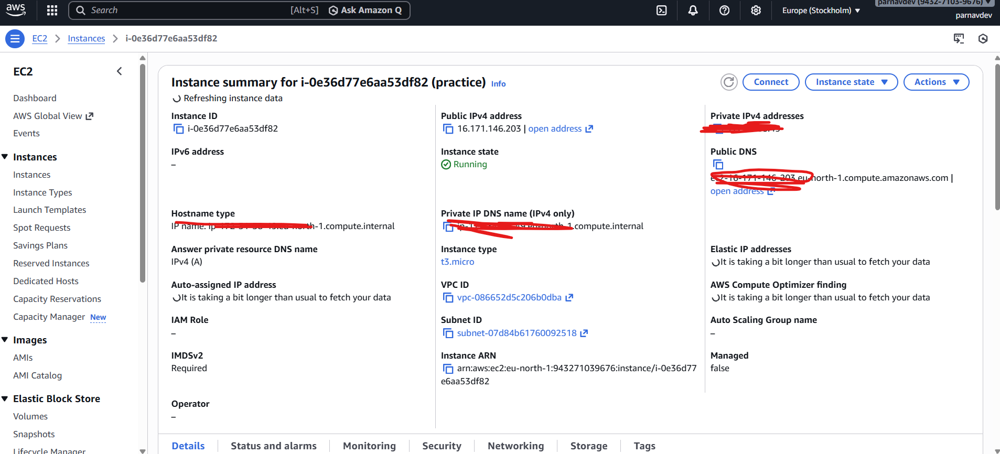 aws
Search [Alt+S] Ask Amazon Q
Europe (Stockholm)
parnavdev (9432-7103-9676)
parnavdev
EC2 > Instances > i-0e36d77e6aa53df82
EC2
Dashboard
AWS Global View
Events
Instances
Instances
Instance Types
Launch Templates
Spot Requests
Savings Plans
Reserved Instances
Dedicated Hosts
Capacity Reservations
Capacity Manager New
Images
AMIs
AMI Catalog
Elastic Block Store
Volumes
Snapshots
Lifecycle Manager
Instance summary for i-0e36d77e6aa53df82 (practice) Info
Refreshing instance data
Connect
Instance state
Actions
Instance ID
i-0e36d77e6aa53df82
Public IPv4 address
16.171.146.203 | open address
Private IPv4 addresses
IPv6 address
–
Instance state
Running
Public DNS
.eu-north-1.compute.amazonaws.com |
open address
Hostname type
IP name: -1.compute.internal
Private IP DNS name (IPv4 only)
.compute.internal
Answer private resource DNS name
IPv4 (A)
Instance type
t3.micro
Elastic IP addresses
It is taking a bit longer than usual to fetch your data
Auto-assigned IP address
It is taking a bit longer than usual to fetch your data
VPC ID
vpc-086652d5c206b0dba
AWS Compute Optimizer finding
It is taking a bit longer than usual to fetch your data
IAM Role
–
Subnet ID
subnet-07d84b61760092518
Auto Scaling Group name
–
IMDSv2
Required
Instance ARN
arn:aws:ec2:eu-north-1:943271039676:instance/i-0e36d77
e6aa53df82
Managed
false
Operator
–
Details
Status and alarms
Monitoring
Security
Networking
Storage
Tags